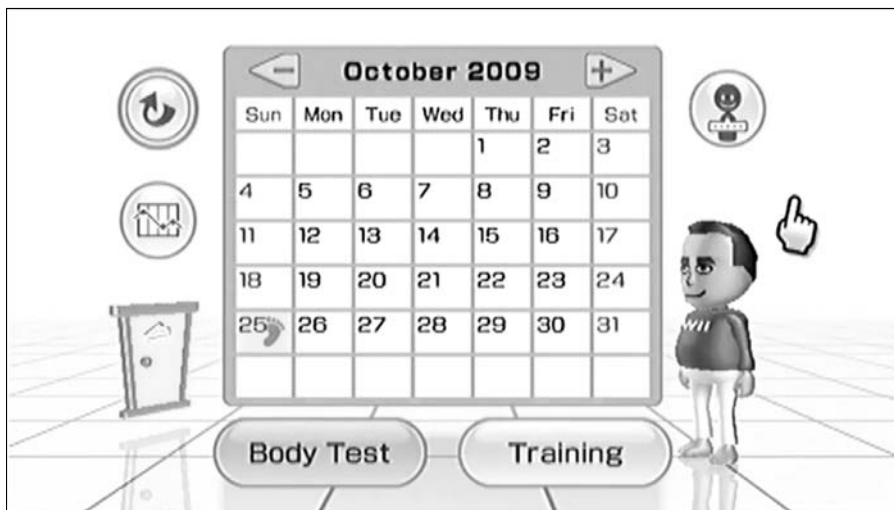 October 2009
Sun Mon Tue Wed Thu Fri Sat
1 2 3
4 5 6 7 8 9 10
11 12 13 14 15 16 17
18 19 20 21 22 23 24
25 26 27 28 29 30 31
Wii
Body Test Training